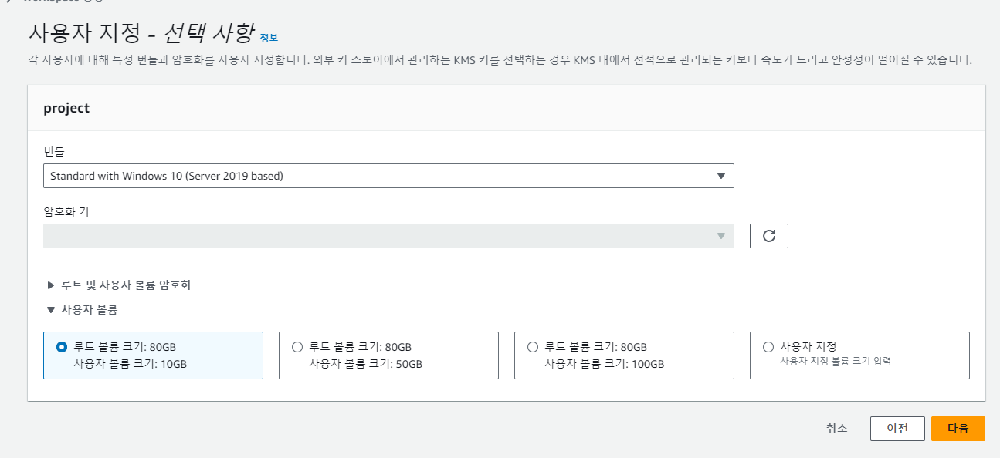 사용자 지정 - 선택 사항 정보
각 사용자에 대해 특정 번들과 암호화를 사용자 지정합니다. 외부 키 스토어에서 관리하는 KMS 키를 선택하는 경우 KMS 내에서 전적으로 관리되는 키보다 속도가 느리고 안정성이 떨어질 수 있습니다.
project
번들
Standard with Windows 10 (Server 2019 based)
암호화 키
루트 및 사용자 볼륨 암호화
사용자 볼륨
루트 볼륨 크기: 80GB
사용자 볼륨 크기: 10GB
루트 볼륨 크기: 80GB
사용자 볼륨 크기: 50GB
루트 볼륨 크기: 80GB
사용자 볼륨 크기: 100GB
사용자 지정
사용자 지정 볼륨 크기 입력
취소
이전
다음